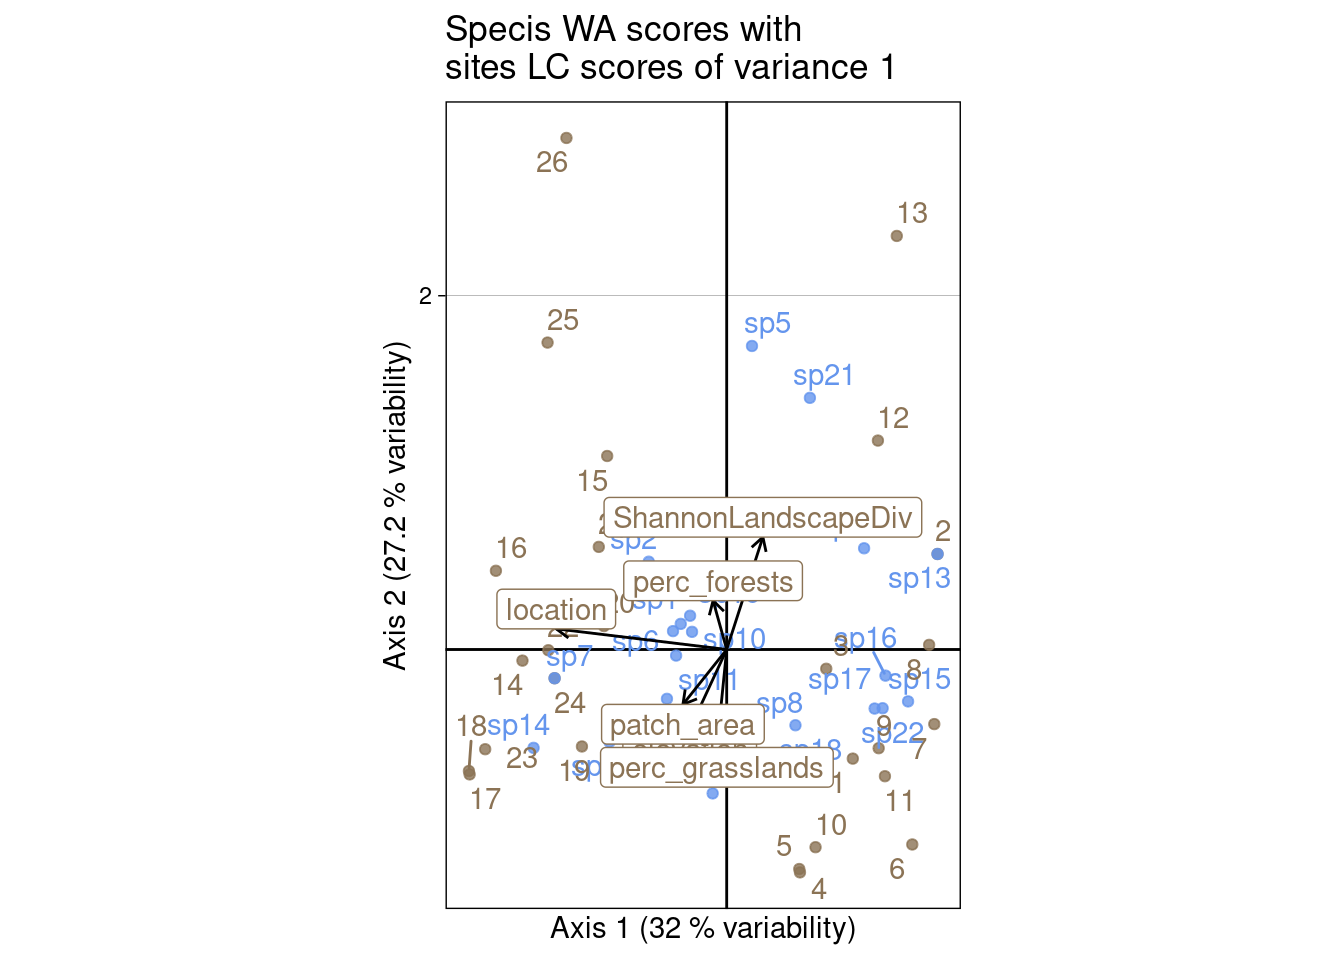 Specis WA scores with
sites LC scores of variance 1
26
13
2
25
sp5
sp21
12
15
ShannonLandscapeDiv
2
sp2
16
sp13
perc_forests
location
sp1
sp6
sp10
sp16
3
sp7
8
14
sp11
sp17
sp15
24
sp8
18
sp14
9
sp22
7
23
sp18
patch_area
elevation
19
perc_grasslands
1
17
11
10
5
6
4
Axis 2 (27.2 % variability)
Axis 1 (32 % variability)